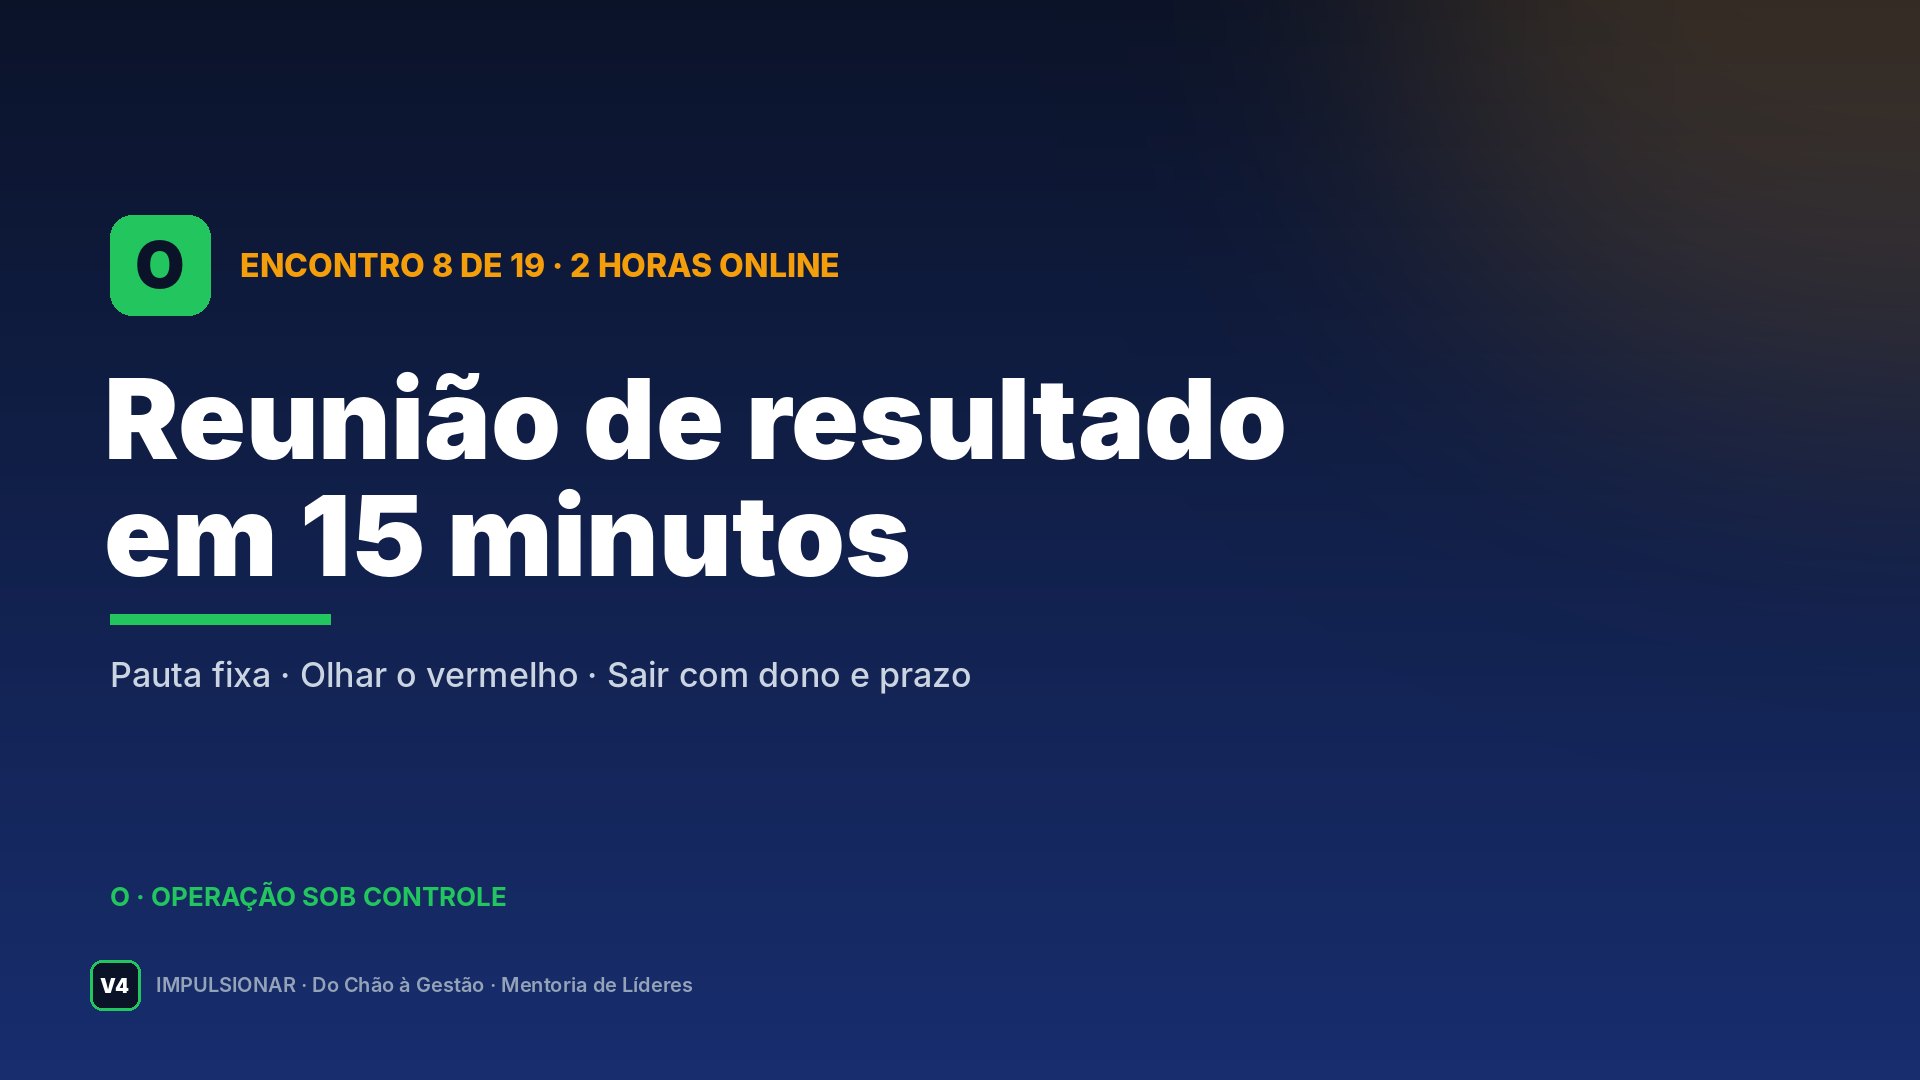 O
ENCONTRO 8 DE 19 · 2 HORAS ONLINE
Reunião de resultado
em 15 minutos
Pauta fixa · Olhar o vermelho · Sair com dono e prazo
O · OPERAÇÃO SOB CONTROLE
V4
IMPULSIONAR · Do Chão à Gestão · Mentoria de Líderes